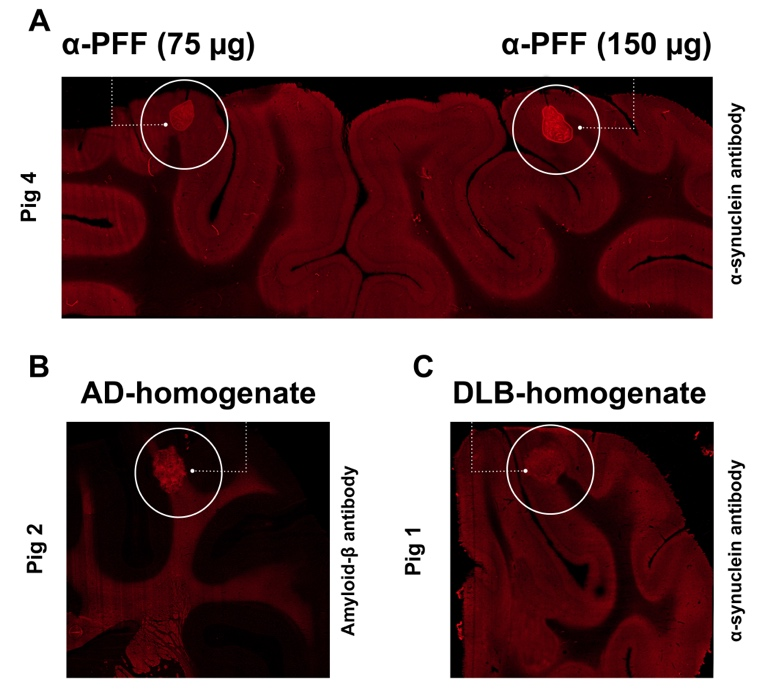 A
α-PFF (75 µg)
α-PFF (150 µg)
Pig 4
α-synuclein antibody
B
AD-homogenate
Pig 2
Amyloid-β antibody
C
DLB-homogenate
Pig 1
α-synuclein antibody